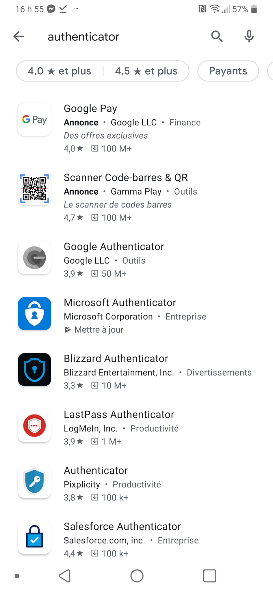 16 h 55
57%
authenticator
4,0 ★ et plus
4,5 ★ et plus
Payants
G Pay
Google Pay
Annonce • Google LLC • Finance
Des offres exclusives.
4,0★ 100 M+
Scanner Code-barres & QR
Annonce • Gamma Play • Outils
Le scanner de codes barres
4,7★ 100 M+
Google Authenticator
Google LLC • Outils
3,9★ 50 M+
Microsoft Authenticator
Microsoft Corporation • Entreprise
Mettre à jour
Blizzard Authenticator
Blizzard Entertainment, Inc. • Divertissements
3,3★ 10 M+
LastPass Authenticator
LogMeIn, Inc. • Productivité
3,9★ 1 M+
Authenticator
Pixplicity • Productivité
3,8★ 100 k+
Salesforce Authenticator
Salesforce.com, inc. • Entreprise
4,4★ 100 k+